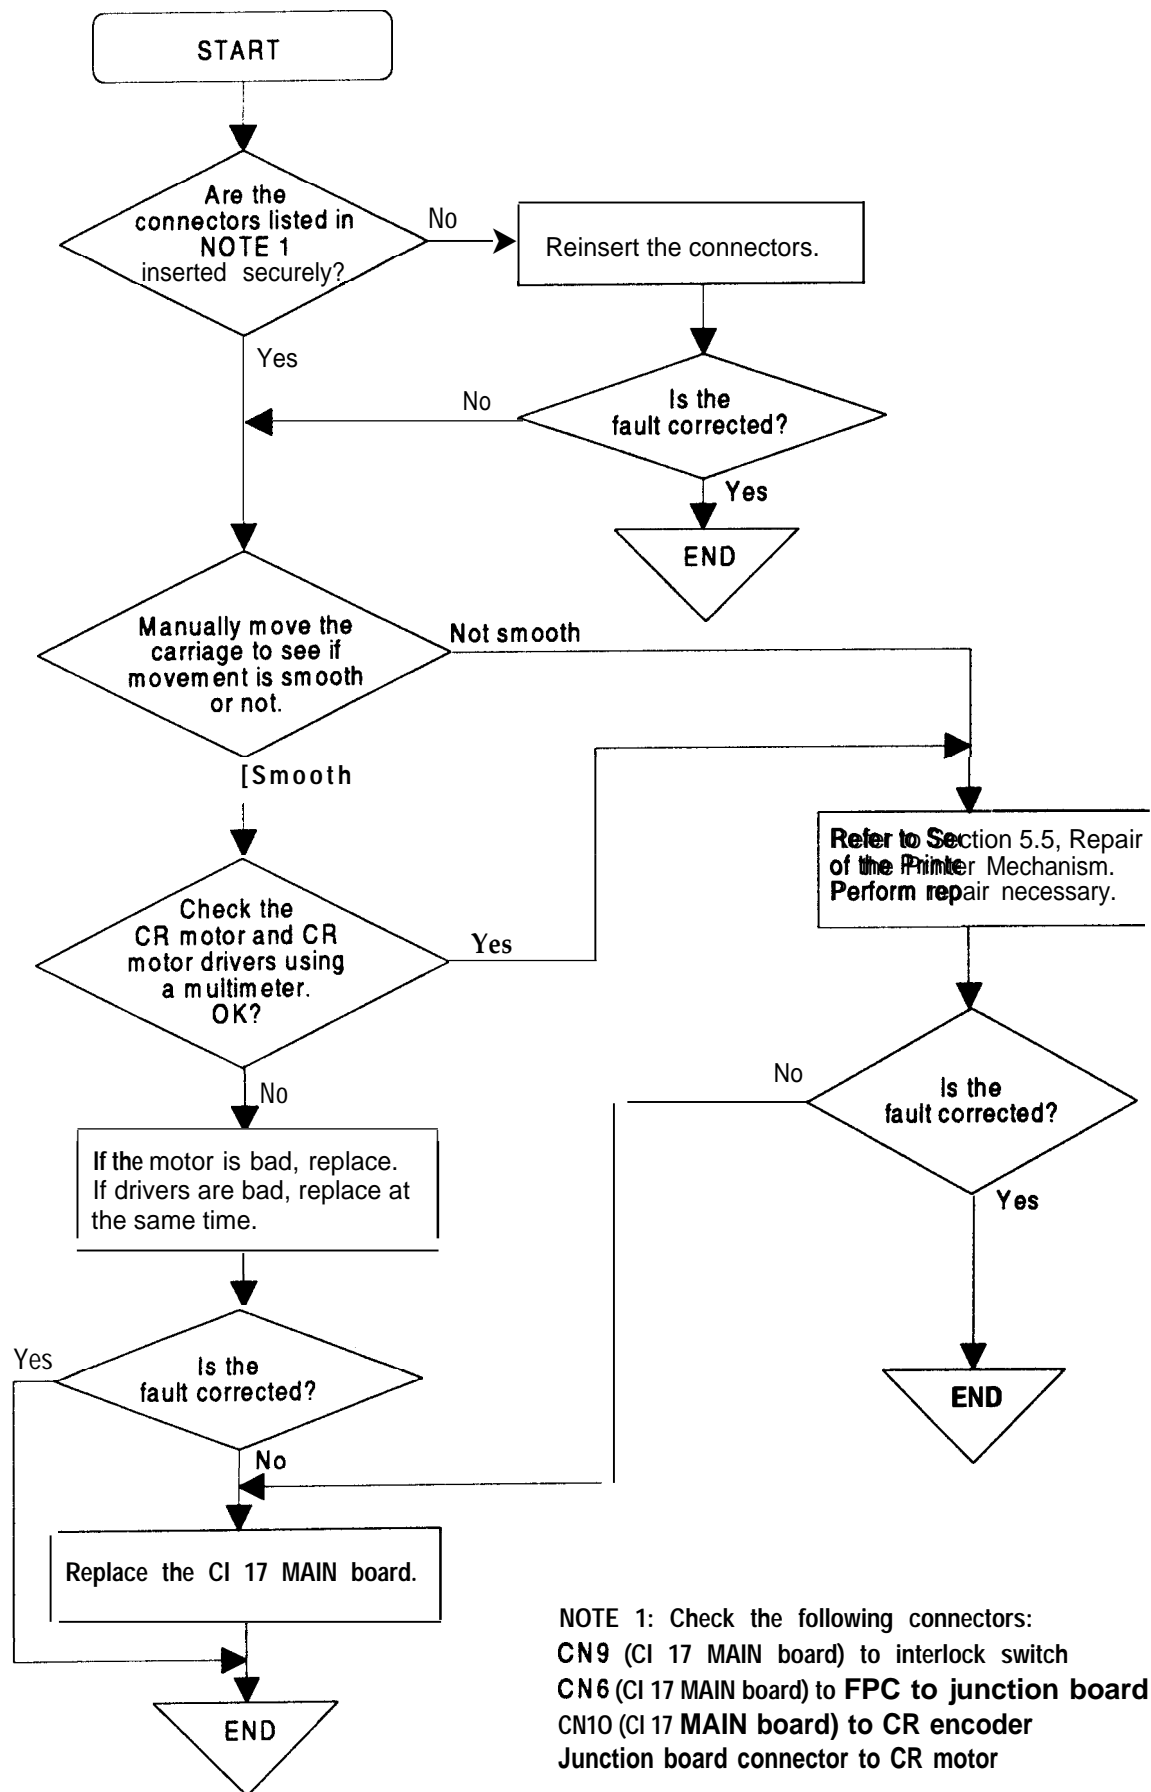 START
Are the
connectors listed in
NOTE 1
inserted securely?
No
Reinsert the connectors.
Yes
No
Is the
fault corrected?
Yes
END
Manually move the
carriage to see if
movement is smooth
or not.
Not smooth
[Smooth
Refer to Section 5.5, Repair
of the Printer Mechanism.
Perform repair necessary.
Check the
CR motor and CR
motor drivers using
a multimeter.
OK?
Yes
No
No
Is the
fault corrected?
Yes
If the motor is bad, replace.
If drivers are bad, replace at
the same time.
Yes
Is the
fault corrected?
No
END
Replace the CI 17 MAIN board.
END
NOTE 1: Check the following connectors:
CN9 (CI 17 MAIN board) to interlock switch
CN6 (CI 17 MAIN board) to FPC to junction board
CN1O (CI 17 MAIN board) to CR encoder
Junction board connector to CR motor